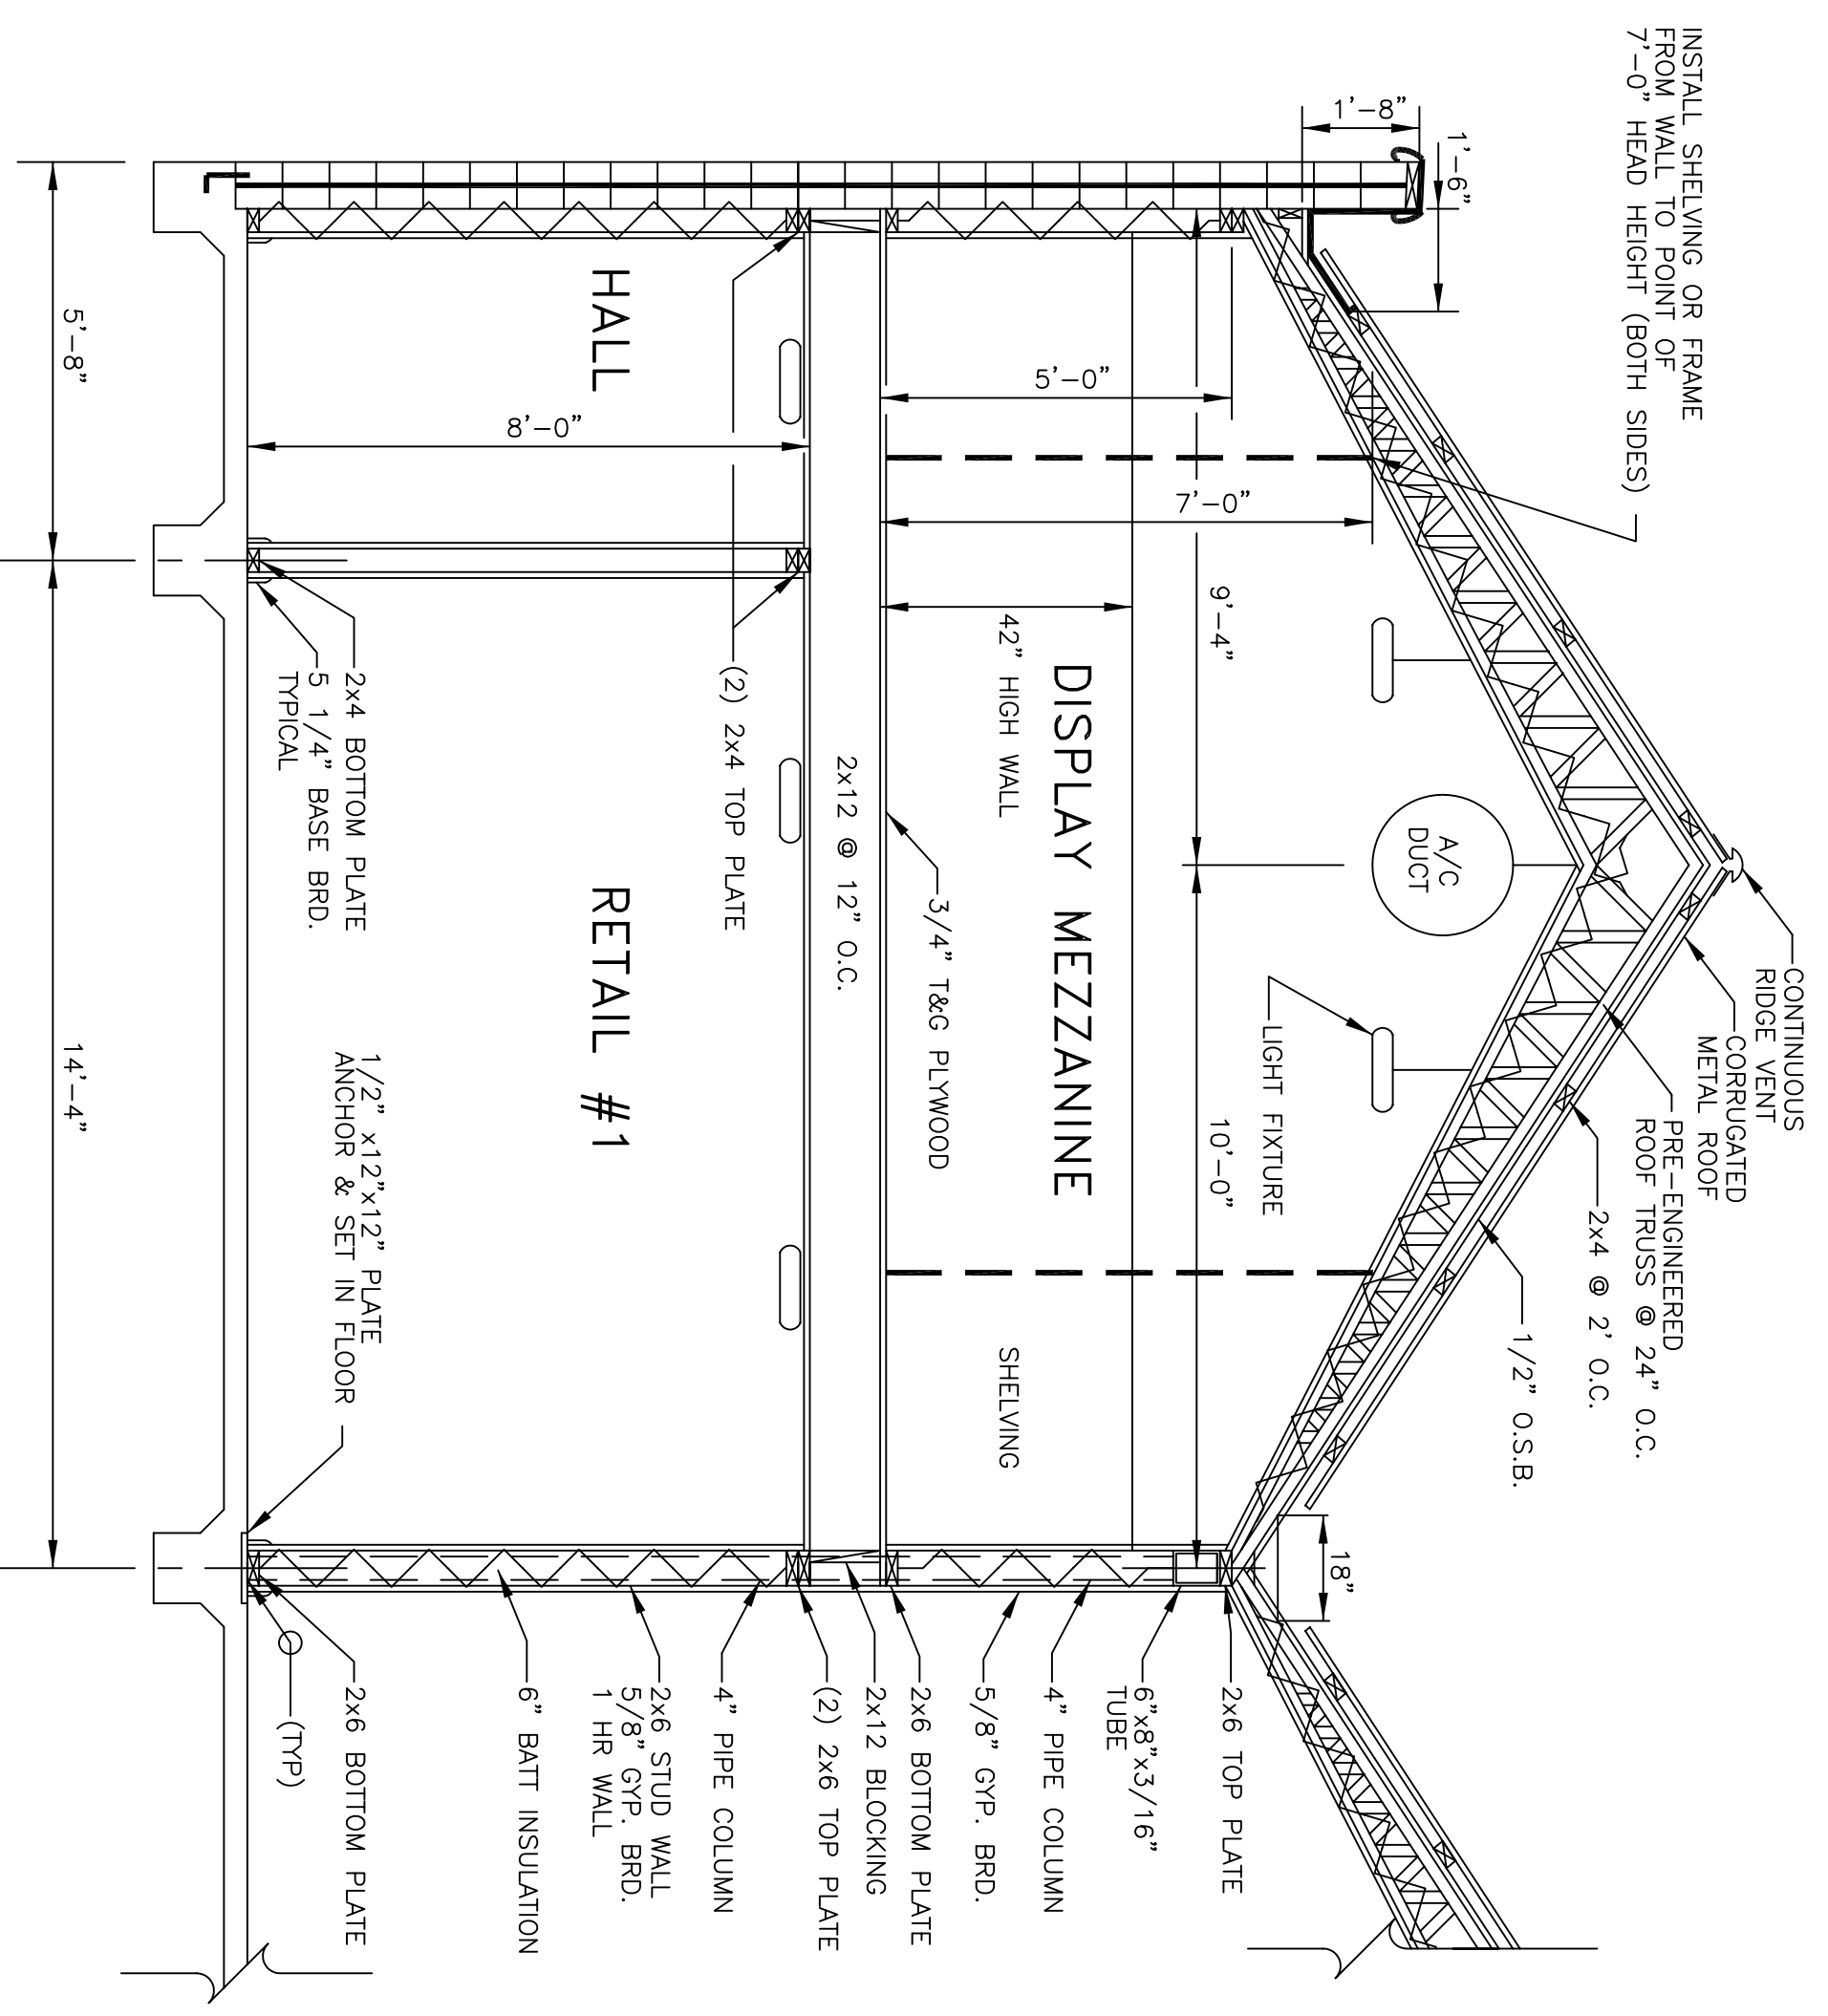 INSTALL SHELVING OR FRAME
FROM WALL TO POINT OF
7'-0" HEAD HEIGHT (BOTH SIDES)
1'-8"
1'-6"
CONTINUOUS
RIDGE VENT
CORRUGATED
METAL ROOF
PRE-ENGINEERED
ROOF TRUSS @ 24" O.C.
2x4 @ 2' O.C.
1/2" O.S.B.
18"
A/C
DUCT
LIGHT FIXTURE
5'-0"
7'-0"
9'-4"
10'-0"
DISPLAY MEZZANINE
42" HIGH WALL
SHELVING
3/4" T&G PLYWOOD
2x12 @ 12" O.C.
(2) 2x4 TOP PLATE
8'-0"
HALL
RETAIL #1
2x4 BOTTOM PLATE
5 1/4" BASE BRD.
TYPICAL
1/2" x12"x12" PLATE
ANCHOR & SET IN FLOOR
2x6 TOP PLATE
6"x8"x3/16"
TUBE
4" PIPE COLUMN
5/8" GYP. BRD.
2x6 BOTTOM PLATE
2x12 BLOCKING
(2) 2x6 TOP PLATE
4" PIPE COLUMN
2x6 STUD WALL
5/8" GYP. BRD.
1 HR WALL
6" BATT INSULATION
2x6 BOTTOM PLATE
(TYP)
5'-8"
14'-4"